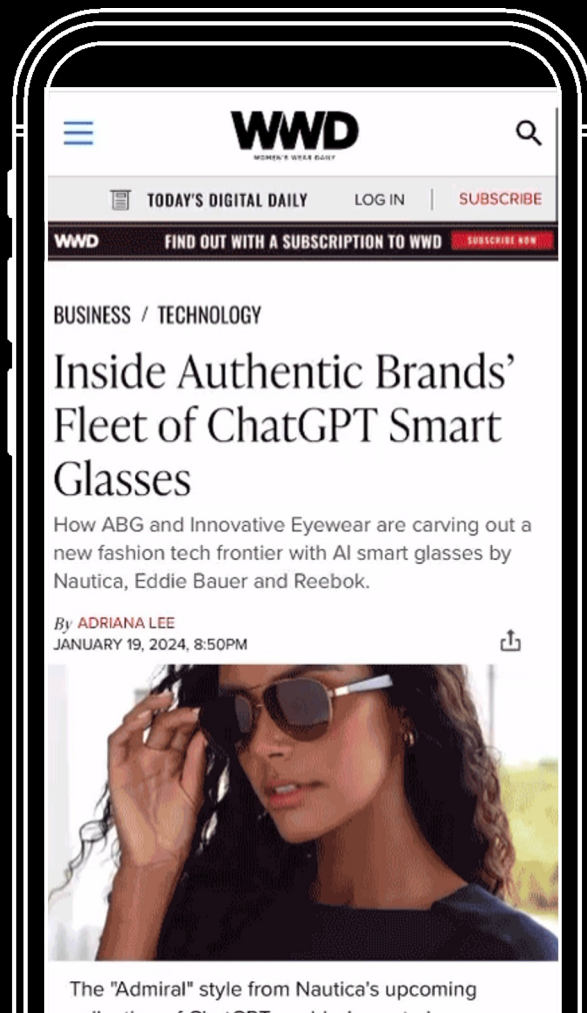 WWD
WOMEN'S WEAR DAILY
TODAY'S DIGITAL DAILY LOG IN SUBSCRIBE
WWD FIND OUT WITH A SUBSCRIPTION TO WWD SUBSCRIBE NOW
BUSINESS / TECHNOLOGY
Inside Authentic Brands’
Fleet of ChatGPT Smart
Glasses
How ABG and Innovative Eyewear are carving out a
new fashion tech frontier with AI smart glasses by
Nautica, Eddie Bauer and Reebok.
By ADRIANA LEE
JANUARY 19, 2024, 8:50PM
The "Admiral" style from Nautica's upcoming